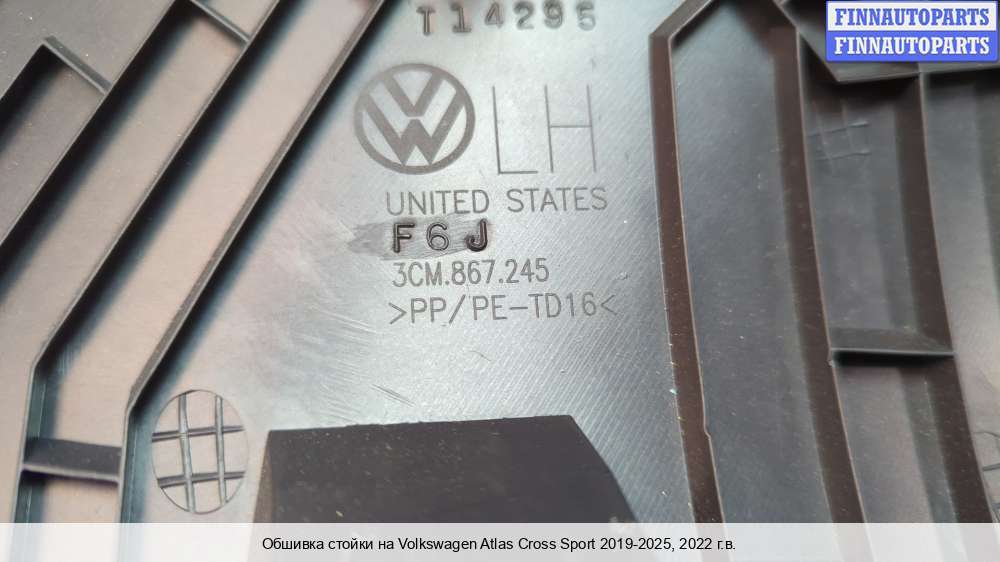 T14296
FINNAUTOPARTS
FINNAUTOPARTS
LH
UNITED STATES
F6J
3CM.867.245
>PP/PE-TD16<
Обшивка стойки на Volkswagen Atlas Cross Sport 2019-2025, 2022 г.в.